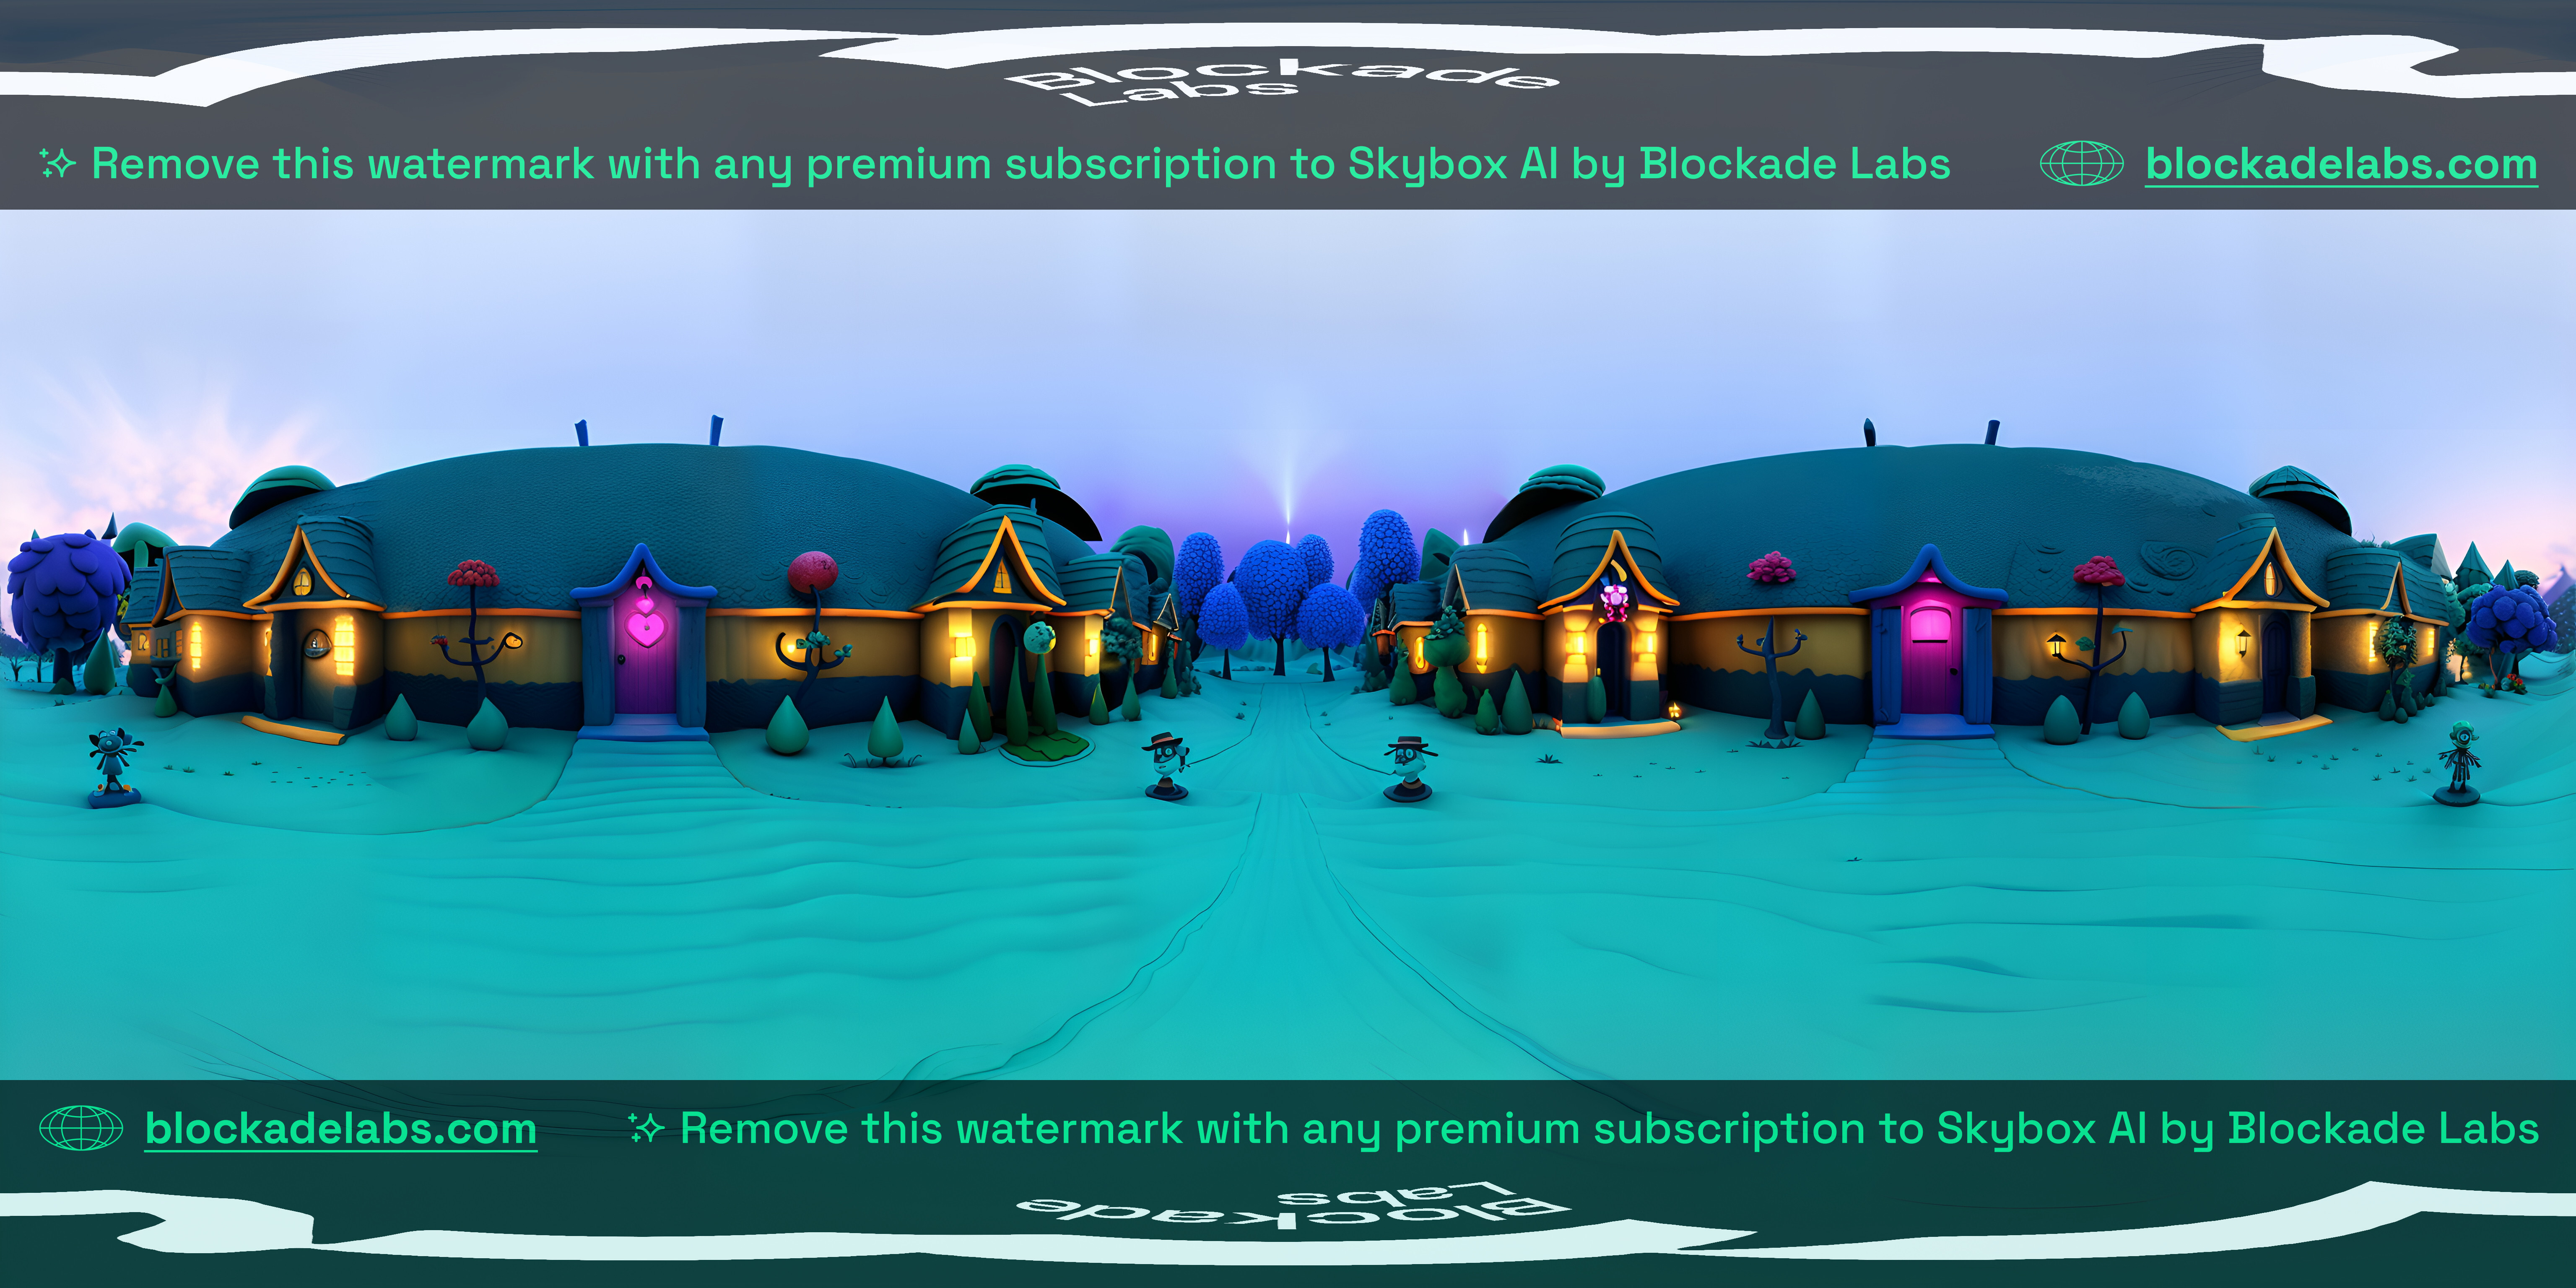 Blockade
Labs
Remove this watermark with any premium subscription to Skybox AI by Blockade Labs
blockadelabs.com
blockadelabs.com
Remove this watermark with any premium subscription to Skybox AI by Blockade Labs
Labs
Blockade